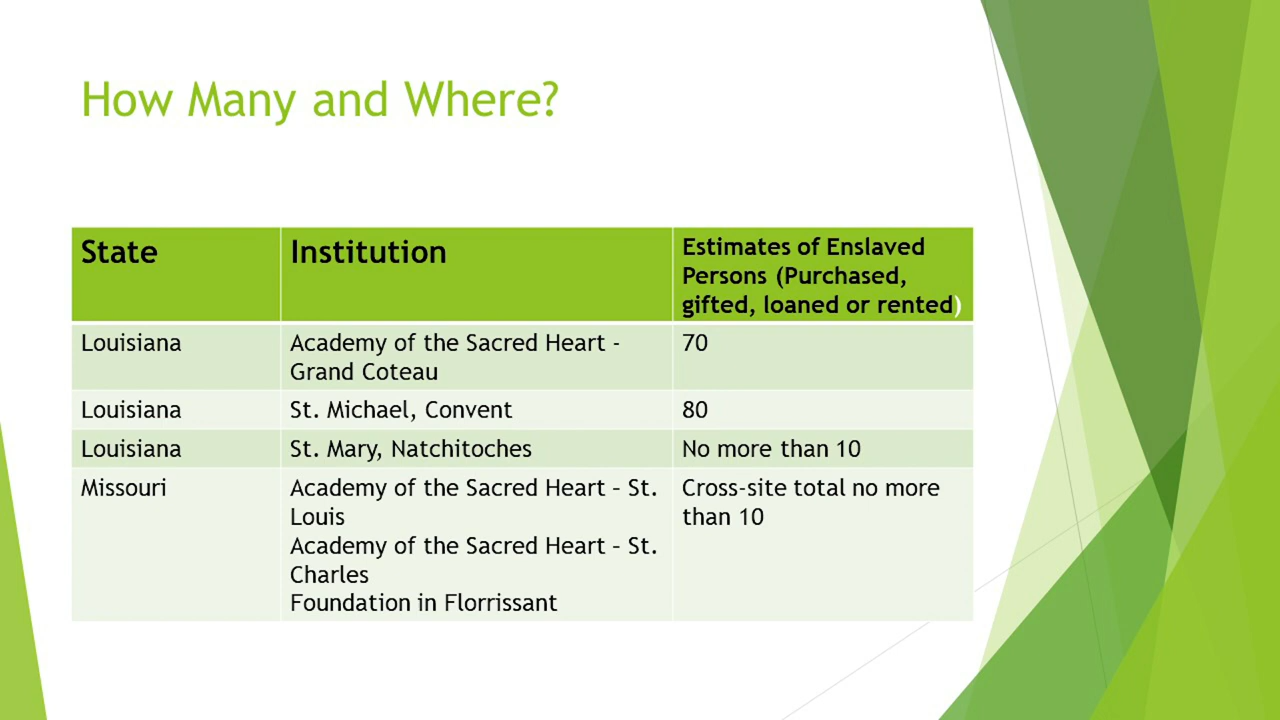 How Many and Where?
State
Institution
Estimates of Enslaved
Persons (Purchased,
gifted, loaned or rented)
Louisiana
Academy of the Sacred Heart -
Grand Coteau
70
Louisiana
St. Michael, Convent
80
Louisiana
St. Mary, Natchitoches
No more than 10
Missouri
Academy of the Sacred Heart – St.
Louis
Academy of the Sacred Heart – St.
Charles
Foundation in Florrissant
Cross-site total no more
than 10